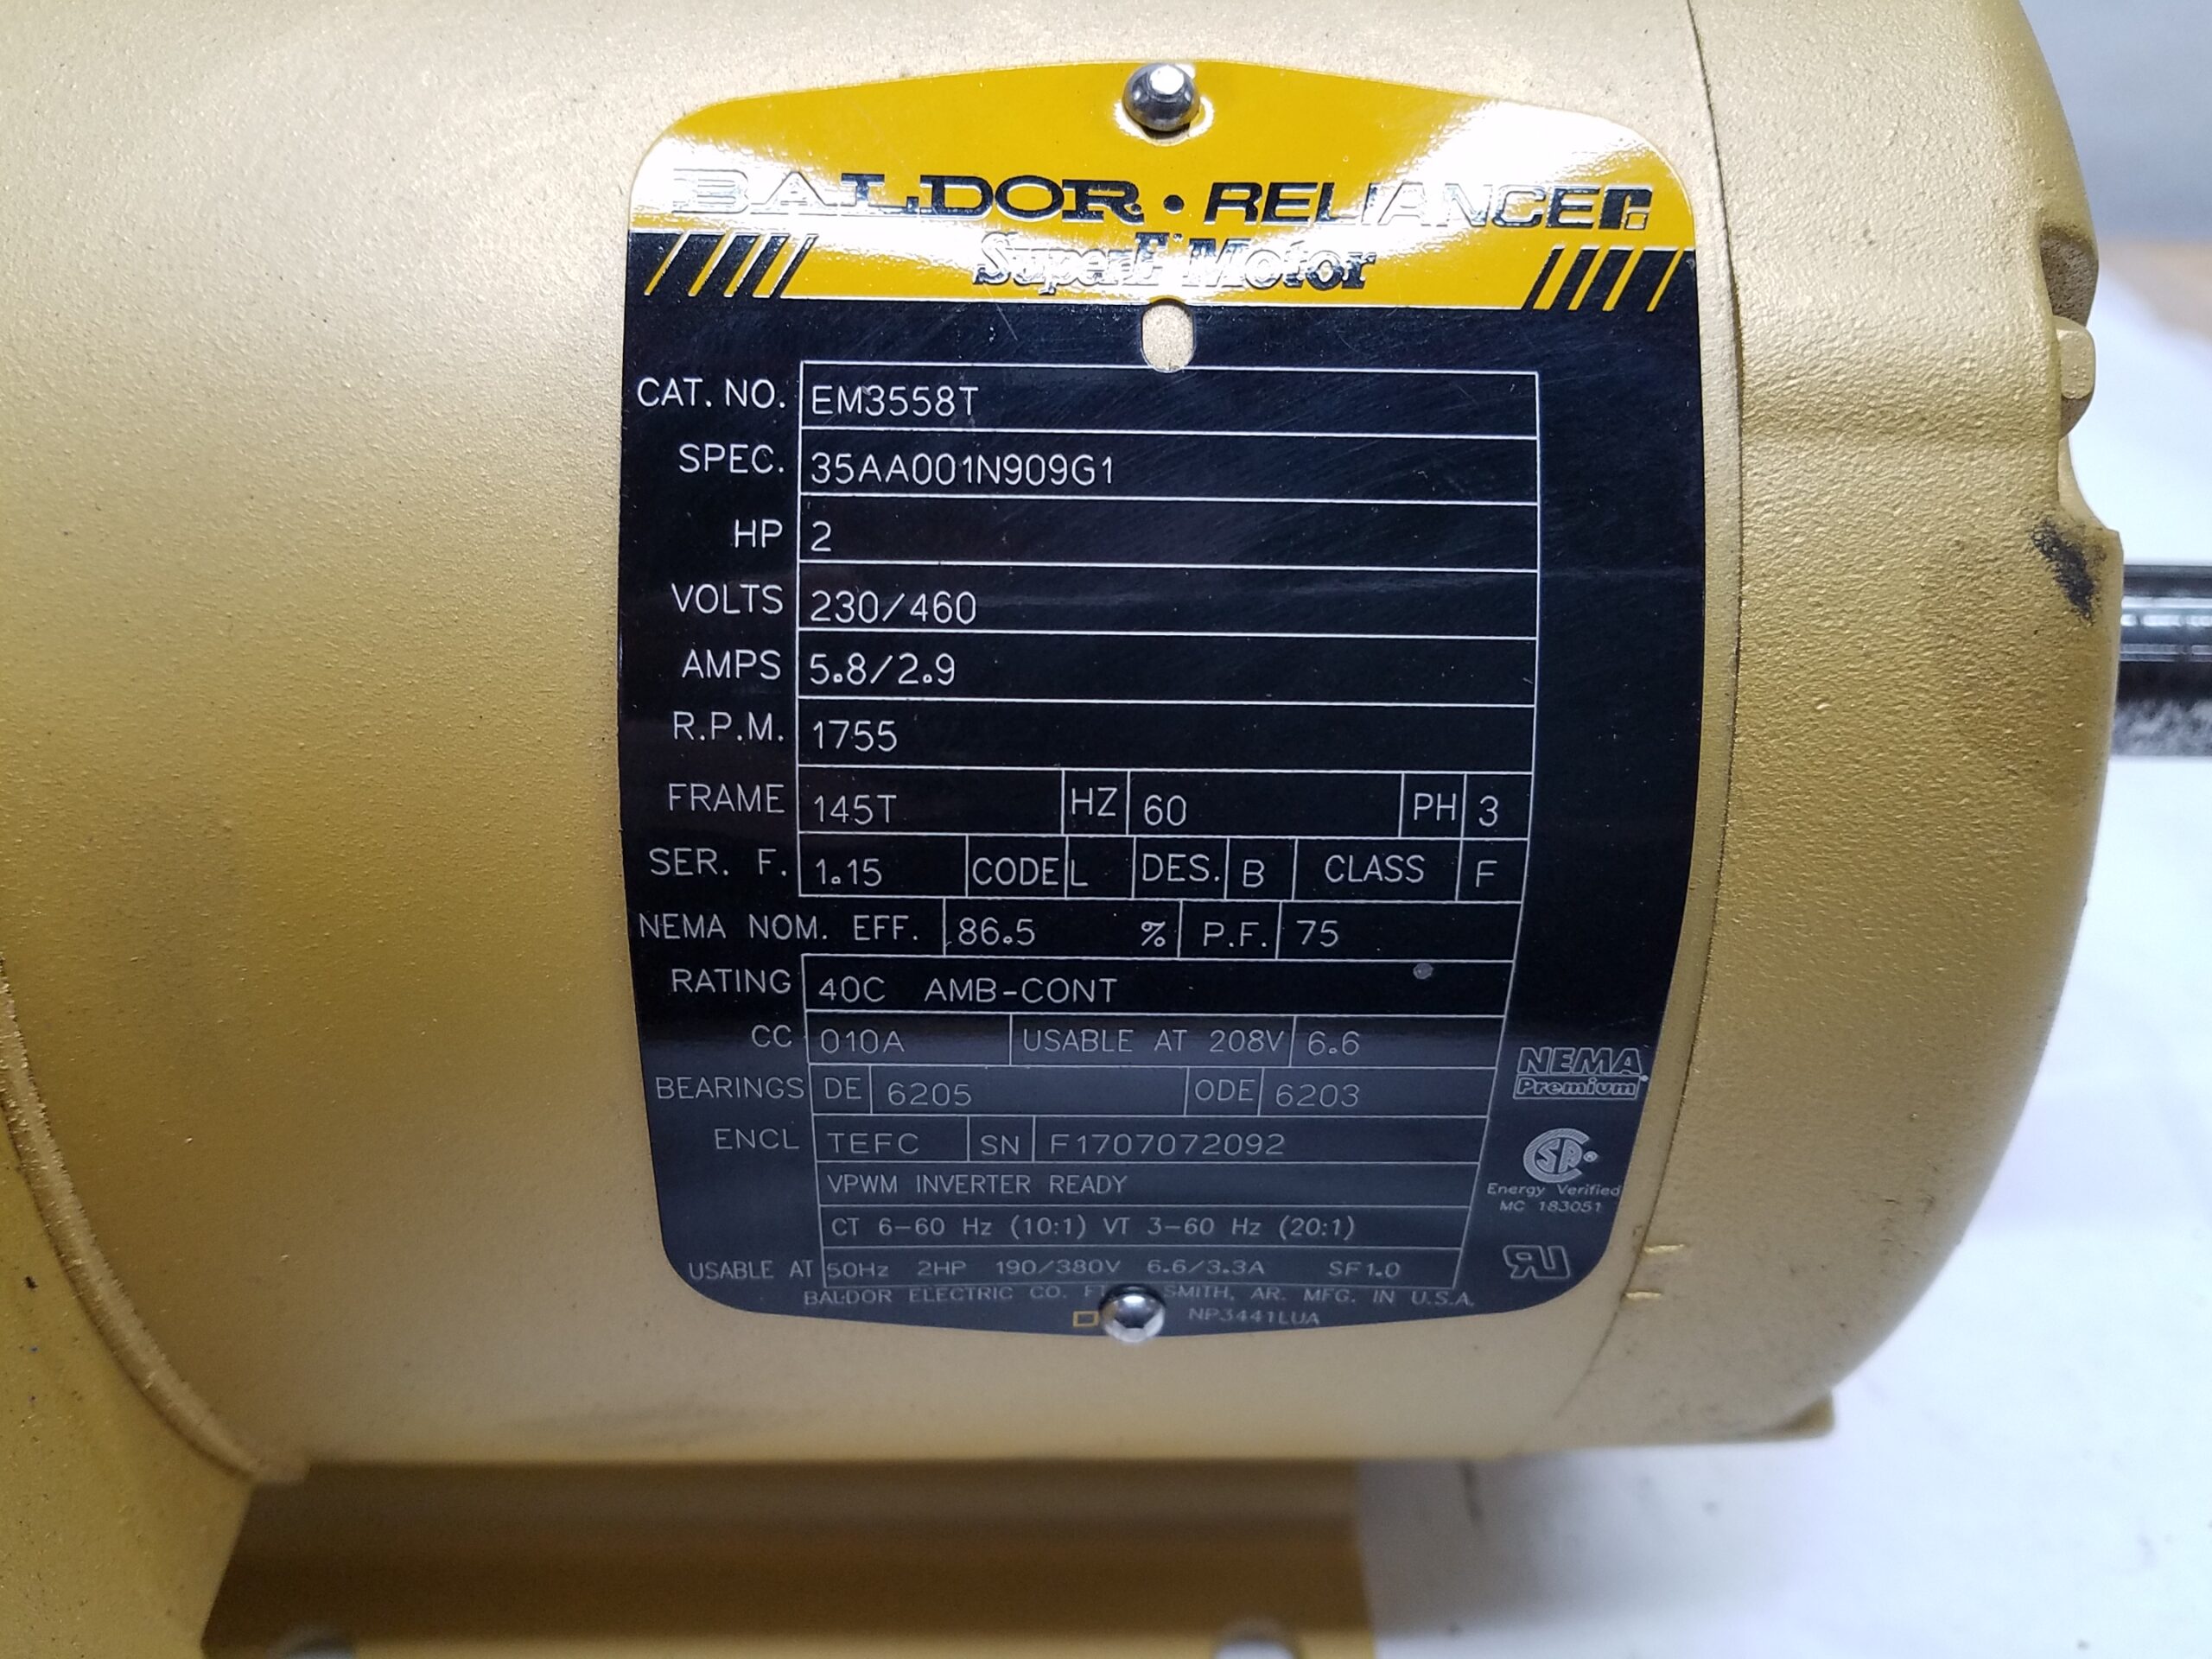 BALDOR • RELIANCER
SuperE Motor
CAT. NO. EM3558T
SPEC. 35AA001N909G1
HP 2
VOLTS 230/460
AMPS 5.8/2.9
R.P.M. 1755
FRAME 145T HZ 60 PH 3
SER. F. 1.15 CODE L DES. B CLASS F
NEMA NOM. EFF. 86.5 % P.F. 75
RATING 40C AMB-CONT
CC 010A USABLE AT 208V 6.6
BEARINGS DE 6205 ODE 6203
ENCL TEFC SN F1707072092
VPWM INVERTER READY
CT 6-60 Hz (10:1) VT 3-60 Hz (20:1)
USABLE AT 50Hz 2HP 190/380V 6.6/3.3A SF1.0
BALDOR ELECTRIC CO. SMITH, AR. MFG. IN U.S.A.
NP3441LUA
NEMA
Premium
CSA ®
Energy Verified
MC 183051